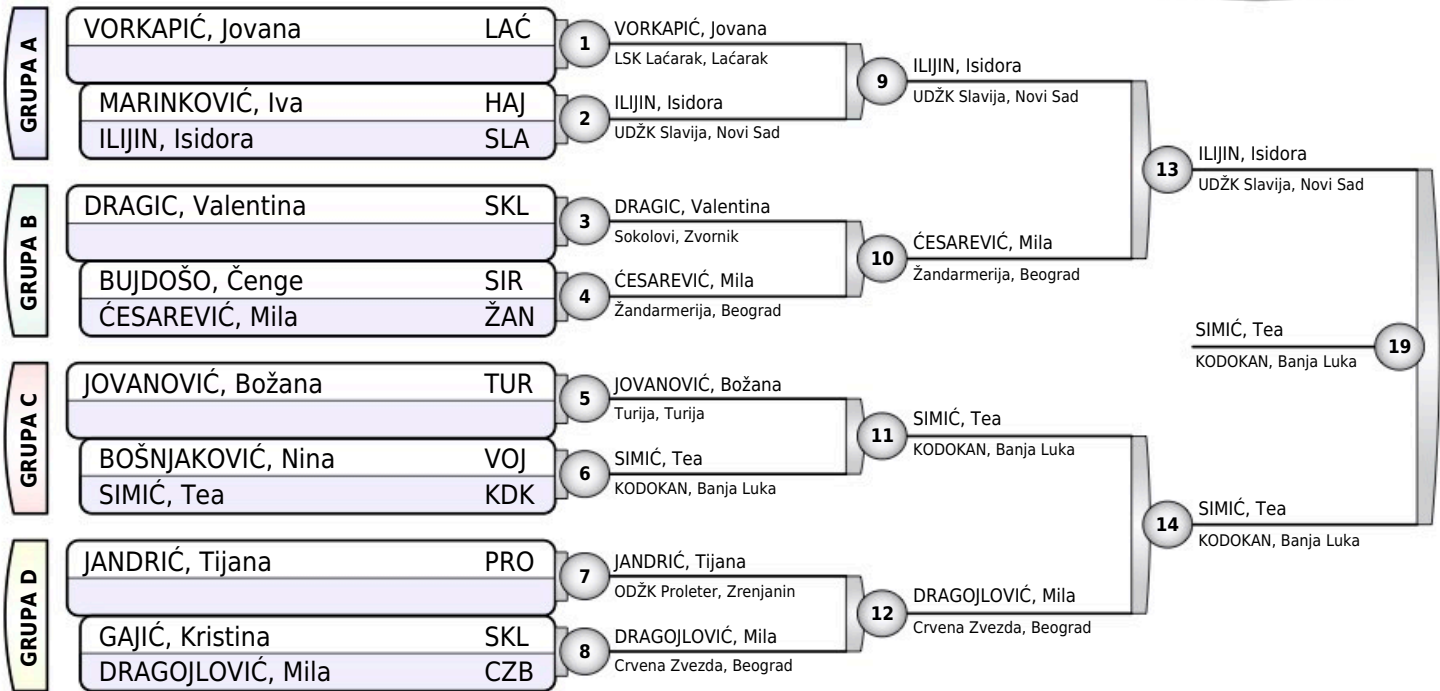 GRUPA A
VORKAPIĆ, Jovana LAĆ
MARINKOVIĆ, Iva HAJ
ILIJIN, Isidora SLA
GRUPA B
DRAGIC, Valentina SKL
BUJDOŠO, Čenge SIR
ĆESAREVIĆ, Mila ŽAN
GRUPA C
JOVANOVIĆ, Božana TUR
BOŠNJAKOVIĆ, Nina VOJ
SIMIĆ, Tea KDK
GRUPA D
JANDRIĆ, Tijana PRO
GAJIĆ, Kristina SKL
DRAGOJLOVIĆ, Mila CZB
1
VORKAPIĆ, Jovana
LSK Laćarak, Laćarak
2
ILIJIN, Isidora
UDŽK Slavija, Novi Sad
3
DRAGIC, Valentina
Sokolovi, Zvornik
4
ĆESAREVIĆ, Mila
Žandarmerija, Beograd
5
JOVANOVIĆ, Božana
Turija, Turija
6
SIMIĆ, Tea
KODOKAN, Banja Luka
7
JANDRIĆ, Tijana
ODŽK Proleter, Zrenjanin
8
DRAGOJLOVIĆ, Mila
Crvena Zvezda, Beograd
9
ILIJIN, Isidora
UDŽK Slavija, Novi Sad
10
ĆESAREVIĆ, Mila
Žandarmerija, Beograd
11
SIMIĆ, Tea
KODOKAN, Banja Luka
12
DRAGOJLOVIĆ, Mila
Crvena Zvezda, Beograd
13
ILIJIN, Isidora
UDŽK Slavija, Novi Sad
14
SIMIĆ, Tea
KODOKAN, Banja Luka
SIMIĆ, Tea
KODOKAN, Banja Luka
19